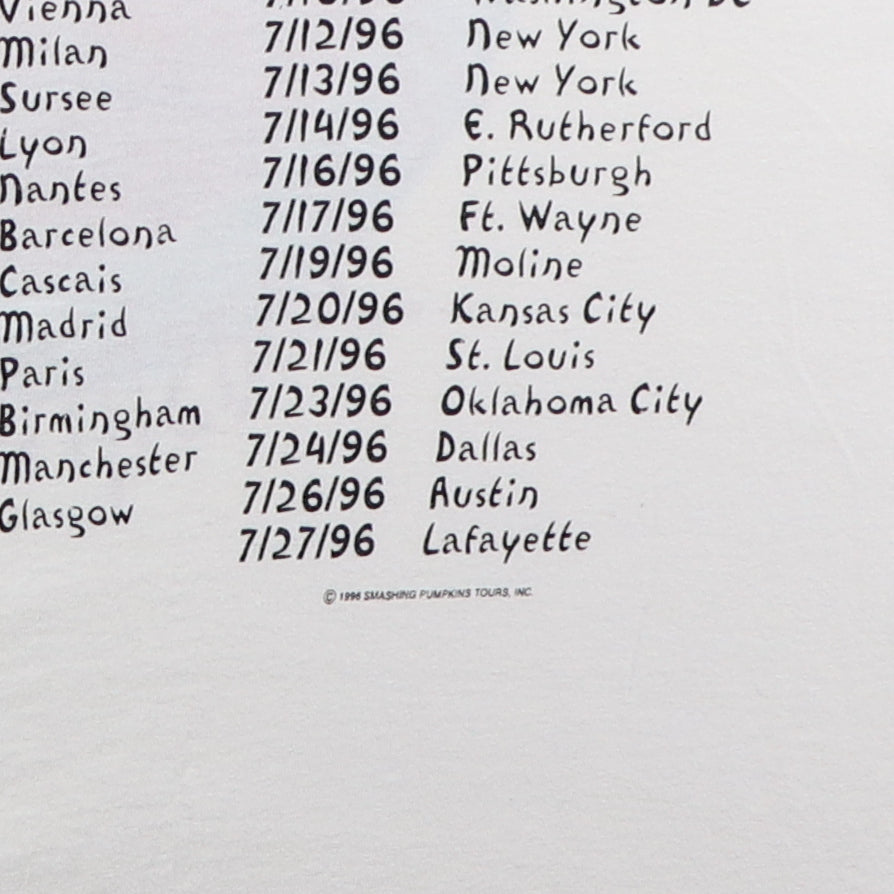 Vienna
Milan
Sursee
Lyon
Nantes
Barcelona
Cascais
Madrid
Paris
Birmingham
Manchester
Glasgow
Washington DC
7/12/96 New York
7/13/96 New York
7/14/96 E. Rutherford
7/16/96 Pittsburgh
7/17/96 Ft. Wayne
7/19/96 Moline
7/20/96 Kansas City
7/21/96 St. Louis
7/23/96 Oklahoma City
7/24/96 Dallas
7/26/96 Austin
7/27/96 Lafayette
© 1996 SMASHING PUMPKINS TOURS, INC.